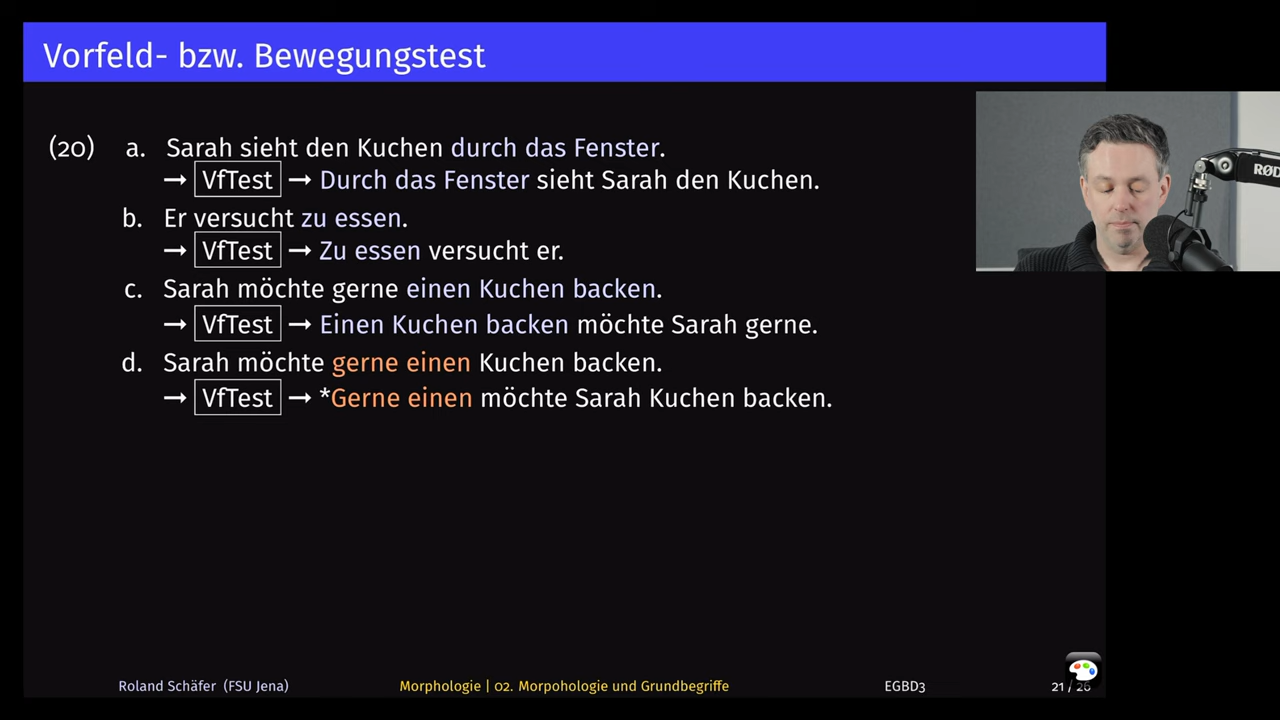 Vorfeld- bzw. Bewegungstest
(20) a. Sarah sieht den Kuchen durch das Fenster.
→ VfTest → Durch das Fenster sieht Sarah den Kuchen.
b. Er versucht zu essen.
→ VfTest → Zu essen versucht er.
c. Sarah möchte gerne einen Kuchen backen.
→ VfTest → Einen Kuchen backen möchte Sarah gerne.
d. Sarah möchte gerne einen Kuchen backen.
→ VfTest → *Gerne einen möchte Sarah Kuchen backen.
RØD
Roland Schäfer (FSU Jena) Morphologie | 02. Morpohologie und Grundbegriffe EGBD3 21 / 26